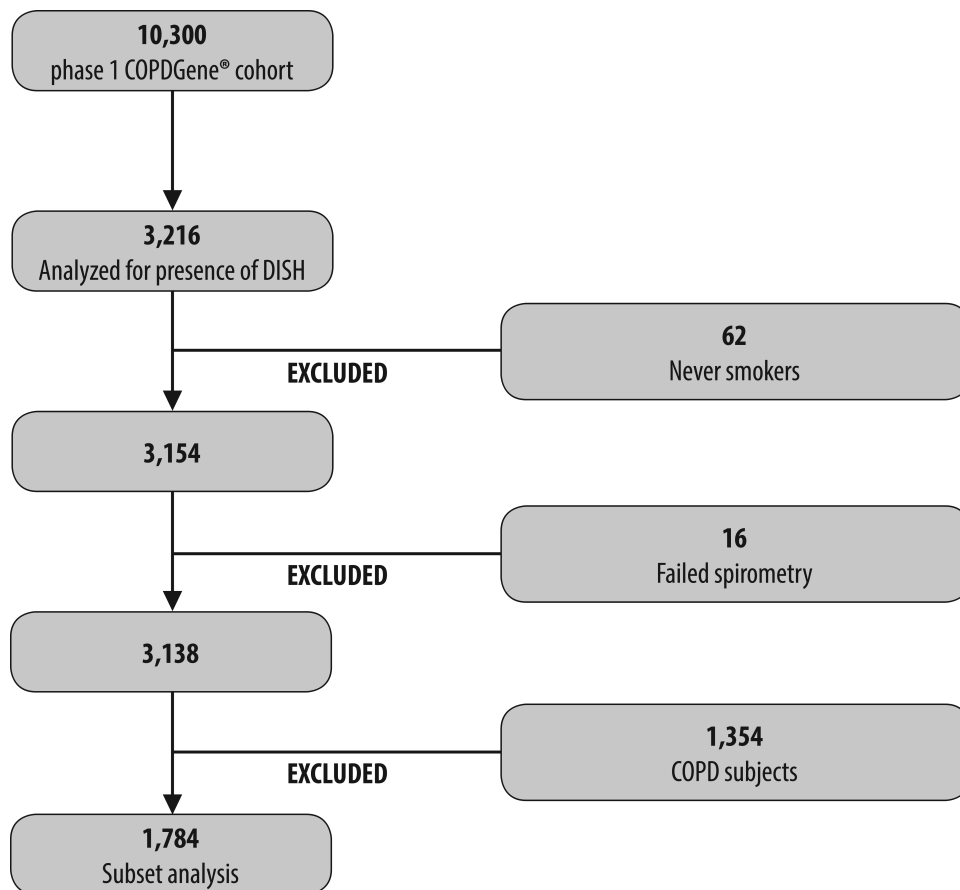 10,300
phase 1 COPDGene® cohort
3,216
Analyzed for presence of DISH
62
Never smokers
EXCLUDED
3,154
16
Failed spirometry
EXCLUDED
3,138
1,354
COPD subjects
EXCLUDED
1,784
Subset analysis